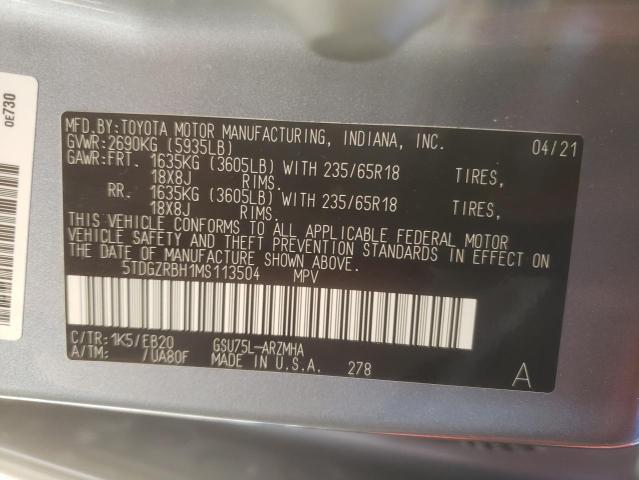 0E730
MFD.BY:TOYOTA MOTOR MANUFACTURING, INDIANA, INC. 04/21
GVWR: 2690KG (5935LB)
GAWR:FRT. 1635KG (3605LB) WITH 235/65R18 TIRES,
18X8J RIMS.
RR. 1635KG (3605LB) WITH 235/65R18 TIRES,
18X8J RIMS.
THIS VEHICLE CONFORMS TO ALL APPLICABLE FEDERAL MOTOR
VEHICLE SAFETY AND THEFT PREVENTION STANDARDS IN EFFECT ON
THE DATE OF MANUFACTURE SHOWN ABOVE.
5TDGZRBH1MS113504 MPV
C/TR:1K5/EB20 GSU75L-ARZMHA
A/TM: /UA80F MADE IN U.S.A. 278 A